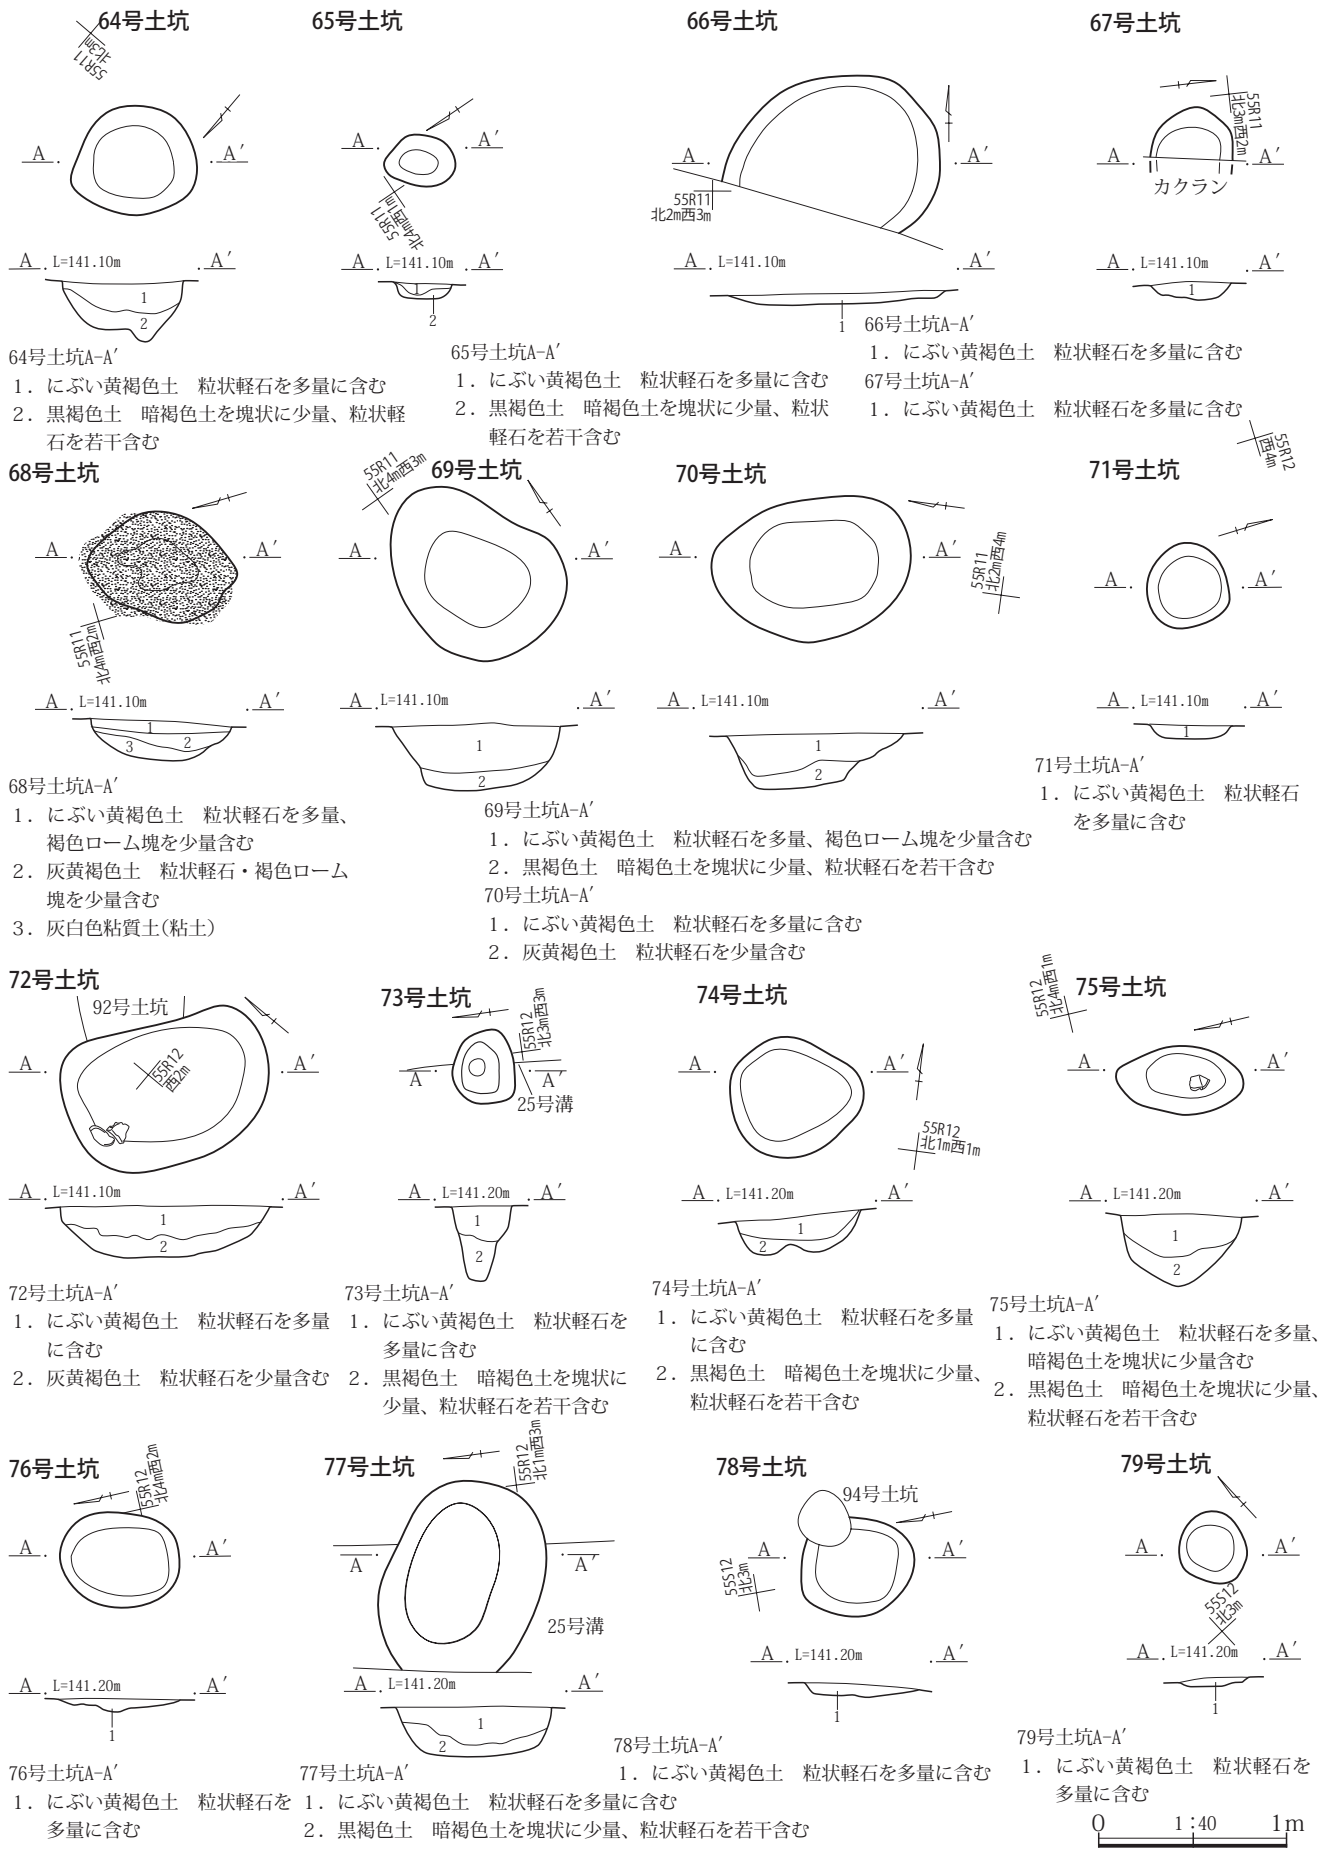 64号土坑
55R11
北3m
A
A′
A
L=141.10m
A′
1
2
64号土坑A-A′
1．にぶい黄褐色土　粒状軽石を多量に含む
2．黒褐色土　暗褐色土を塊状に少量、粒状軽
石を若干含む
65号土坑
A
A′
55R11
北4m西1m
A
L=141.10m
A′
1
2
65号土坑A-A′
1．にぶい黄褐色土　粒状軽石を多量に含む
2．黒褐色土　暗褐色土を塊状に少量、粒状
軽石を若干含む
66号土坑
A
A′
55R11
北2m西3m
A
L=141.10m
A′
1
66号土坑A-A′
1．にぶい黄褐色土　粒状軽石を多量に含む
67号土坑
55R11
北3m西2m
A
A′
カクラン
A
L=141.10m
A′
1
67号土坑A-A′
1．にぶい黄褐色土　粒状軽石を多量に含む
68号土坑
A
A′
55R11
北4m西2m
A
L=141.10m
A′
1
2
3
68号土坑A-A′
1．にぶい黄褐色土　粒状軽石を多量、
褐色ローム塊を少量含む
2．灰黄褐色土　粒状軽石・褐色ローム
塊を少量含む
3．灰白色粘質土(粘土)
69号土坑
55R11
北4m西3m
A
A′
A
L=141.10m
A′
1
2
69号土坑A-A′
1．にぶい黄褐色土　粒状軽石を多量、褐色ローム塊を少量含む
2．黒褐色土　暗褐色土を塊状に少量、粒状軽石を若干含む
70号土坑
A
A′
55R11
北2m西4m
A
L=141.10m
A′
1
2
70号土坑A-A′
1．にぶい黄褐色土　粒状軽石を多量に含む
2．灰黄褐色土　粒状軽石を少量含む
71号土坑
55R12
西4m
A
A′
A
L=141.10m
A′
1
71号土坑A-A′
1．にぶい黄褐色土　粒状軽石
を多量に含む
72号土坑
92号土坑
A
A′
55R12
西2m
A
L=141.10m
A′
1
2
72号土坑A-A′
1．にぶい黄褐色土　粒状軽石を多量
に含む
2．灰黄褐色土　粒状軽石を少量含む
73号土坑
55R12
北3m西3m
A
A′
25号溝
A
L=141.20m
A′
1
2
73号土坑A-A′
1．にぶい黄褐色土　粒状軽石を
多量に含む
2．黒褐色土　暗褐色土を塊状に
少量、粒状軽石を若干含む
74号土坑
A
A′
55R12
北1m西1m
A
L=141.20m
A′
1
2
74号土坑A-A′
1．にぶい黄褐色土　粒状軽石を多量
に含む
2．黒褐色土　暗褐色土を塊状に少量、
粒状軽石を若干含む
75号土坑
55R12
北4m西1m
A
A′
A
L=141.20m
A′
1
2
75号土坑A-A′
1．にぶい黄褐色土　粒状軽石を多量、
暗褐色土を塊状に少量含む
2．黒褐色土　暗褐色土を塊状に少量、
粒状軽石を若干含む
76号土坑
55R12
北4m西2m
A
A′
A
L=141.20m
A′
1
76号土坑A-A′
1．にぶい黄褐色土　粒状軽石を
多量に含む
77号土坑
55R12
北1m西3m
A
A′
25号溝
A
L=141.20m
A′
1
2
77号土坑A-A′
1．にぶい黄褐色土　粒状軽石を多量に含む
2．黒褐色土　暗褐色土を塊状に少量、粒状軽石を若干含む
78号土坑
94号土坑
A
A′
55S12
北3m
A
L=141.20m
A′
1
78号土坑A-A′
1．にぶい黄褐色土　粒状軽石を多量に含む
79号土坑
A
A′
55S12
北3m
A
L=141.20m
A′
1
79号土坑A-A′
1．にぶい黄褐色土　粒状軽石を
多量に含む
0
1:40
1m